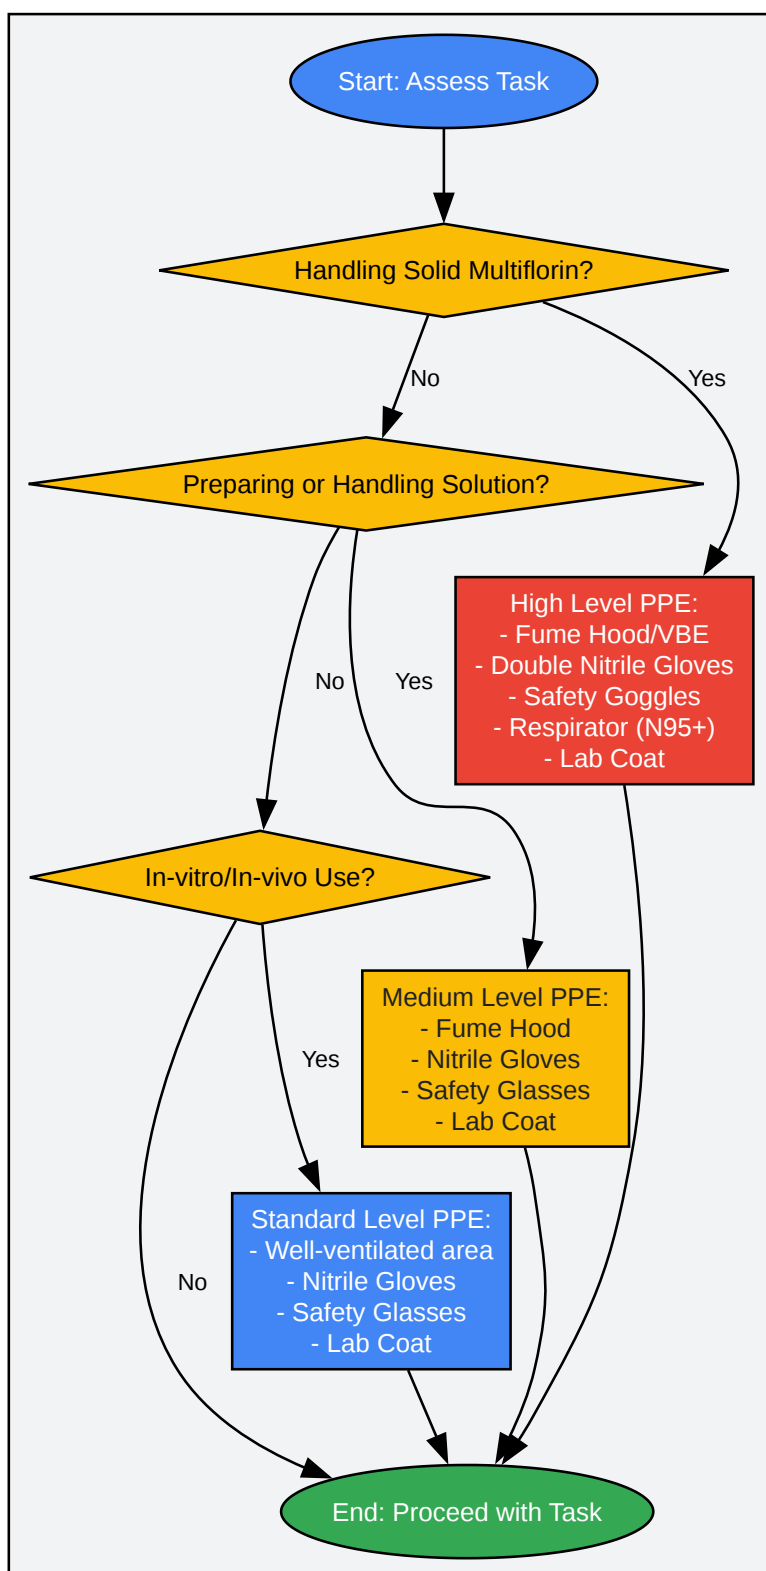 Start: Assess Task
Handling Solid Multiflorin?
No
Yes
Preparing or Handling Solution?
High Level PPE:
- Fume Hood/VBE
- Double Nitrile Gloves
- Safety Goggles
- Respirator (N95+)
- Lab Coat
No
Yes
In-vitro/In-vivo Use?
Medium Level PPE:
- Fume Hood
- Nitrile Gloves
- Safety Glasses
- Lab Coat
Yes
Standard Level PPE:
- Well-ventilated area
- Nitrile Gloves
- Safety Glasses
- Lab Coat
No
End: Proceed with Task